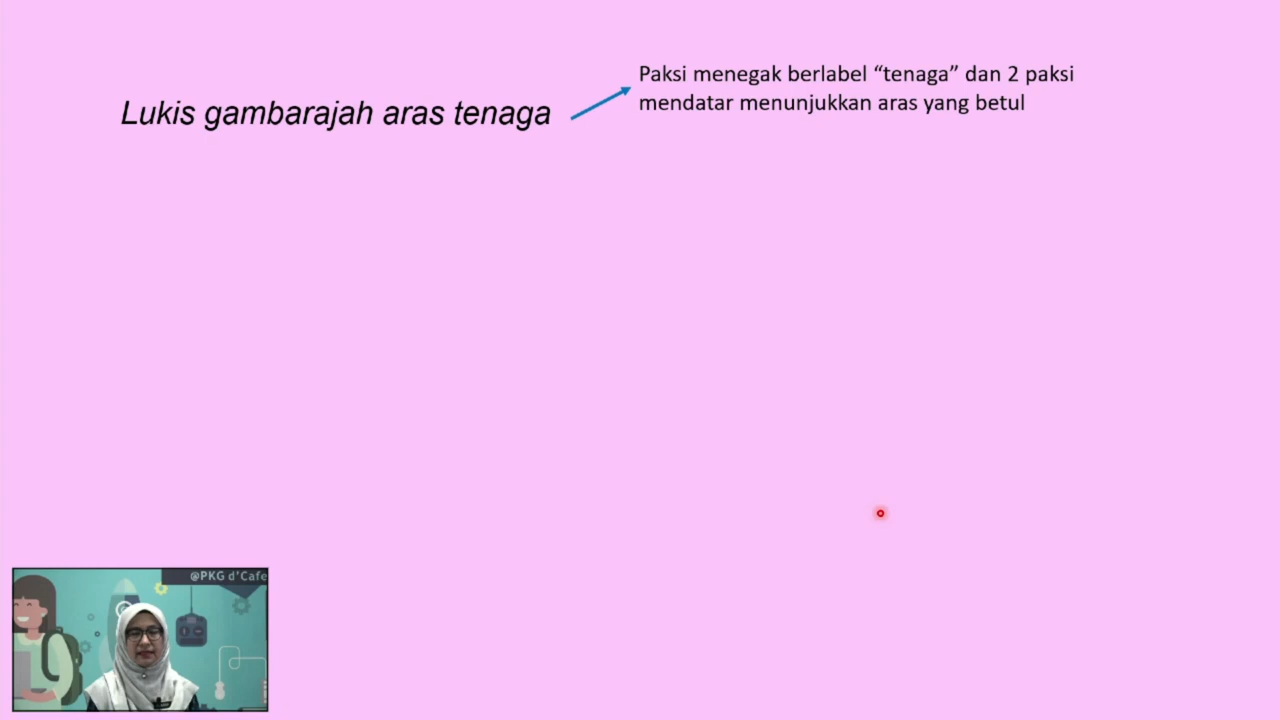 Lukis gambarajah aras tenaga
Paksi menegak berlabel “tenaga” dan 2 paksi
mendatar menunjukkan aras yang betul
@PKG d'Cafe